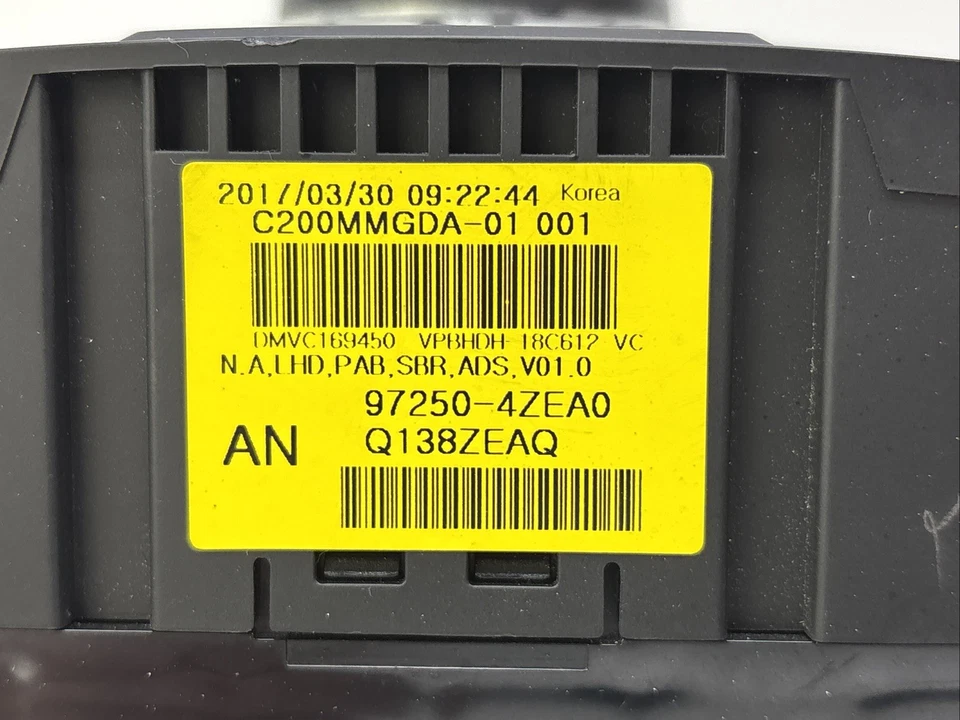 2017/03/30 09:22:44 Korea
C200MMGDA-01 001
DMVC169450 VPBHDH-18C612 VC
N.A,LHD,PAB,SBR,ADS,V01.0
97250-4ZEA0
AN Q138ZEAQ